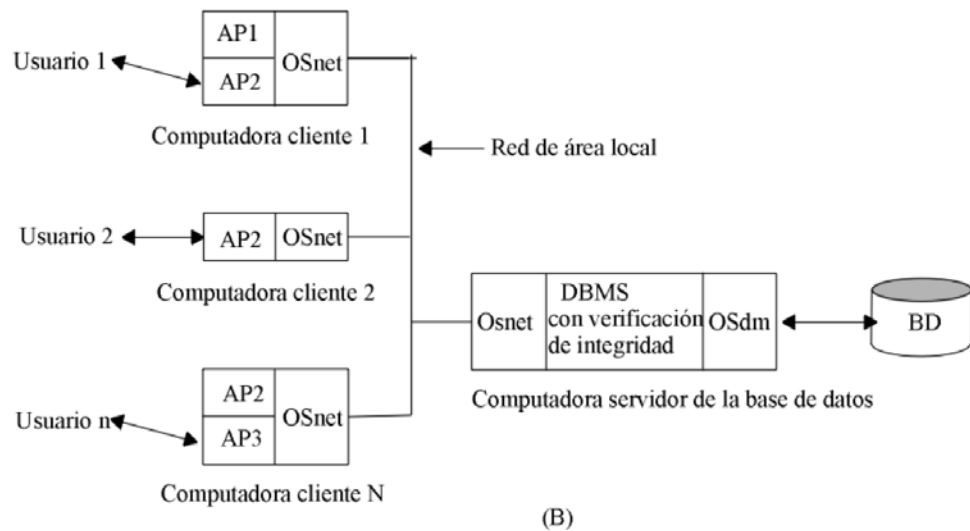 Usuario 1
AP1
AP2
OSnet
Computadora cliente 1
Red de área local
Usuario 2
AP2
OSnet
Computadora cliente 2
Osnet
DBMS
con verificación
de integridad
OSdm
BD
Computadora servidor de la base de datos
Usuario n
AP2
AP3
OSnet
Computadora cliente N
(B)